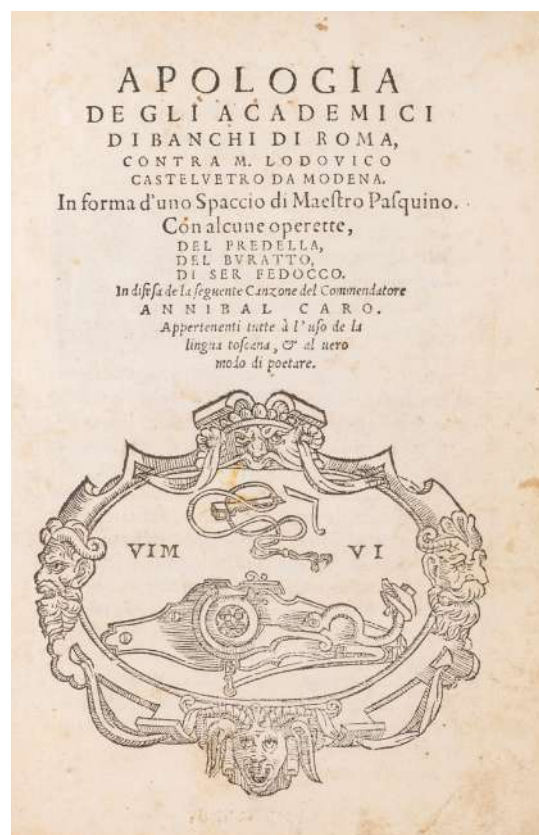 APOLOGIA
DE GLI ACADEMICI
DI BANCHI DI ROMA,
CONTRA M. LODOVICO
CASTELVETRO DA MODENA.
In forma d'uno Spaccio di Maestro Pasquino.
Con alcune operette,
DEL PREDELLA,
DEL BVRATTO,
DI SER FEDOCCO.
In difesa de la seguente Canzone del Commendatore
ANNIBAL CARO.
Appertenenti tutte à l'uso de la
lingua toscana, & al uero
modo di poetare.
VIM VI